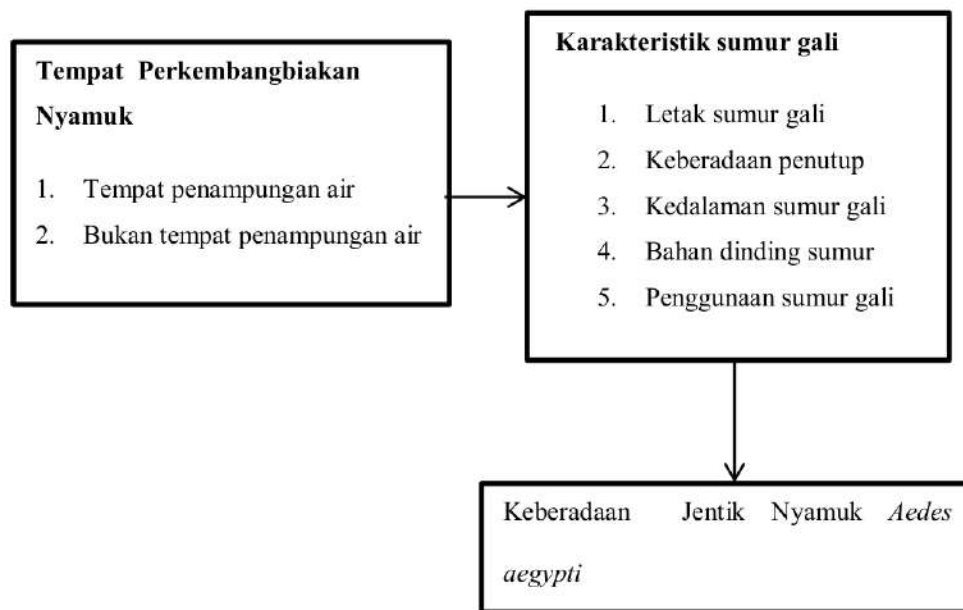 Tempat Perkembangbiakan
Nyamuk
1. Tempat penampungan air
2. Bukan tempat penampungan air
Karakteristik sumur gali
1. Letak sumur gali
2. Keberadaan penutup
3. Kedalaman sumur gali
4. Bahan dinding sumur
5. Penggunaan sumur gali
Keberadaan Jentik Nyamuk Aedes
aegypti